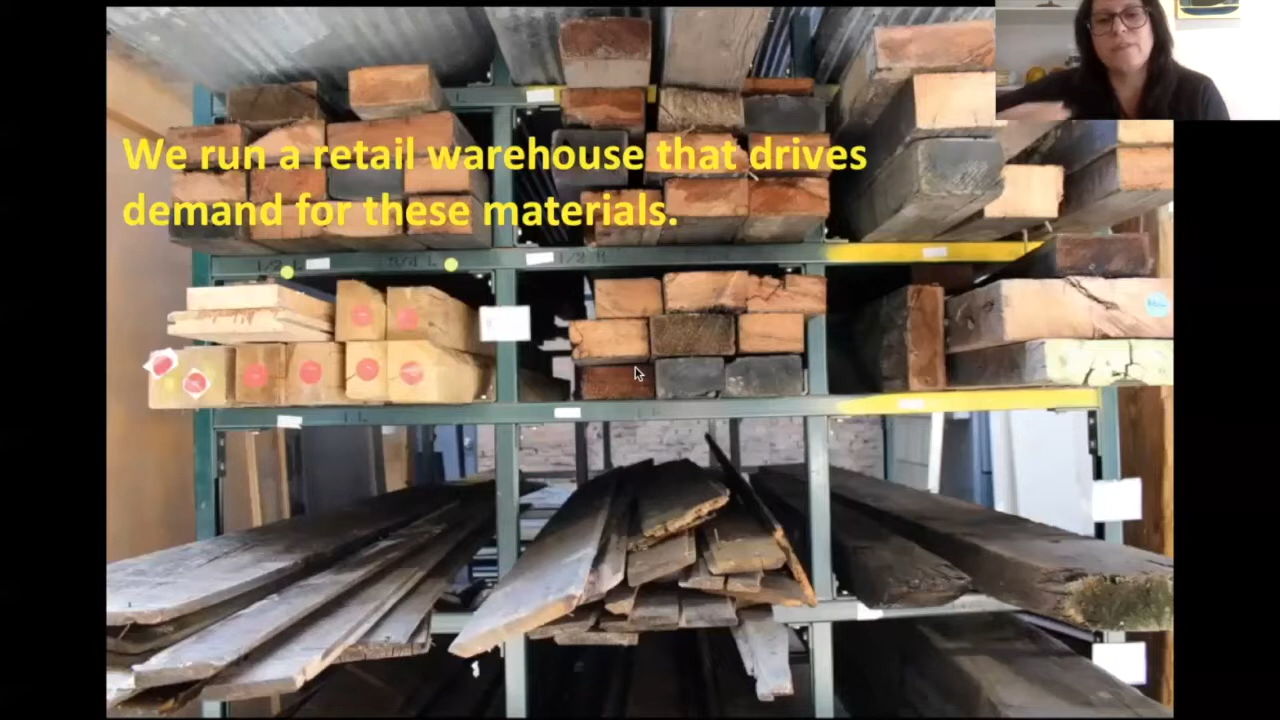 We run a retail warehouse that drives
demand for these materials.